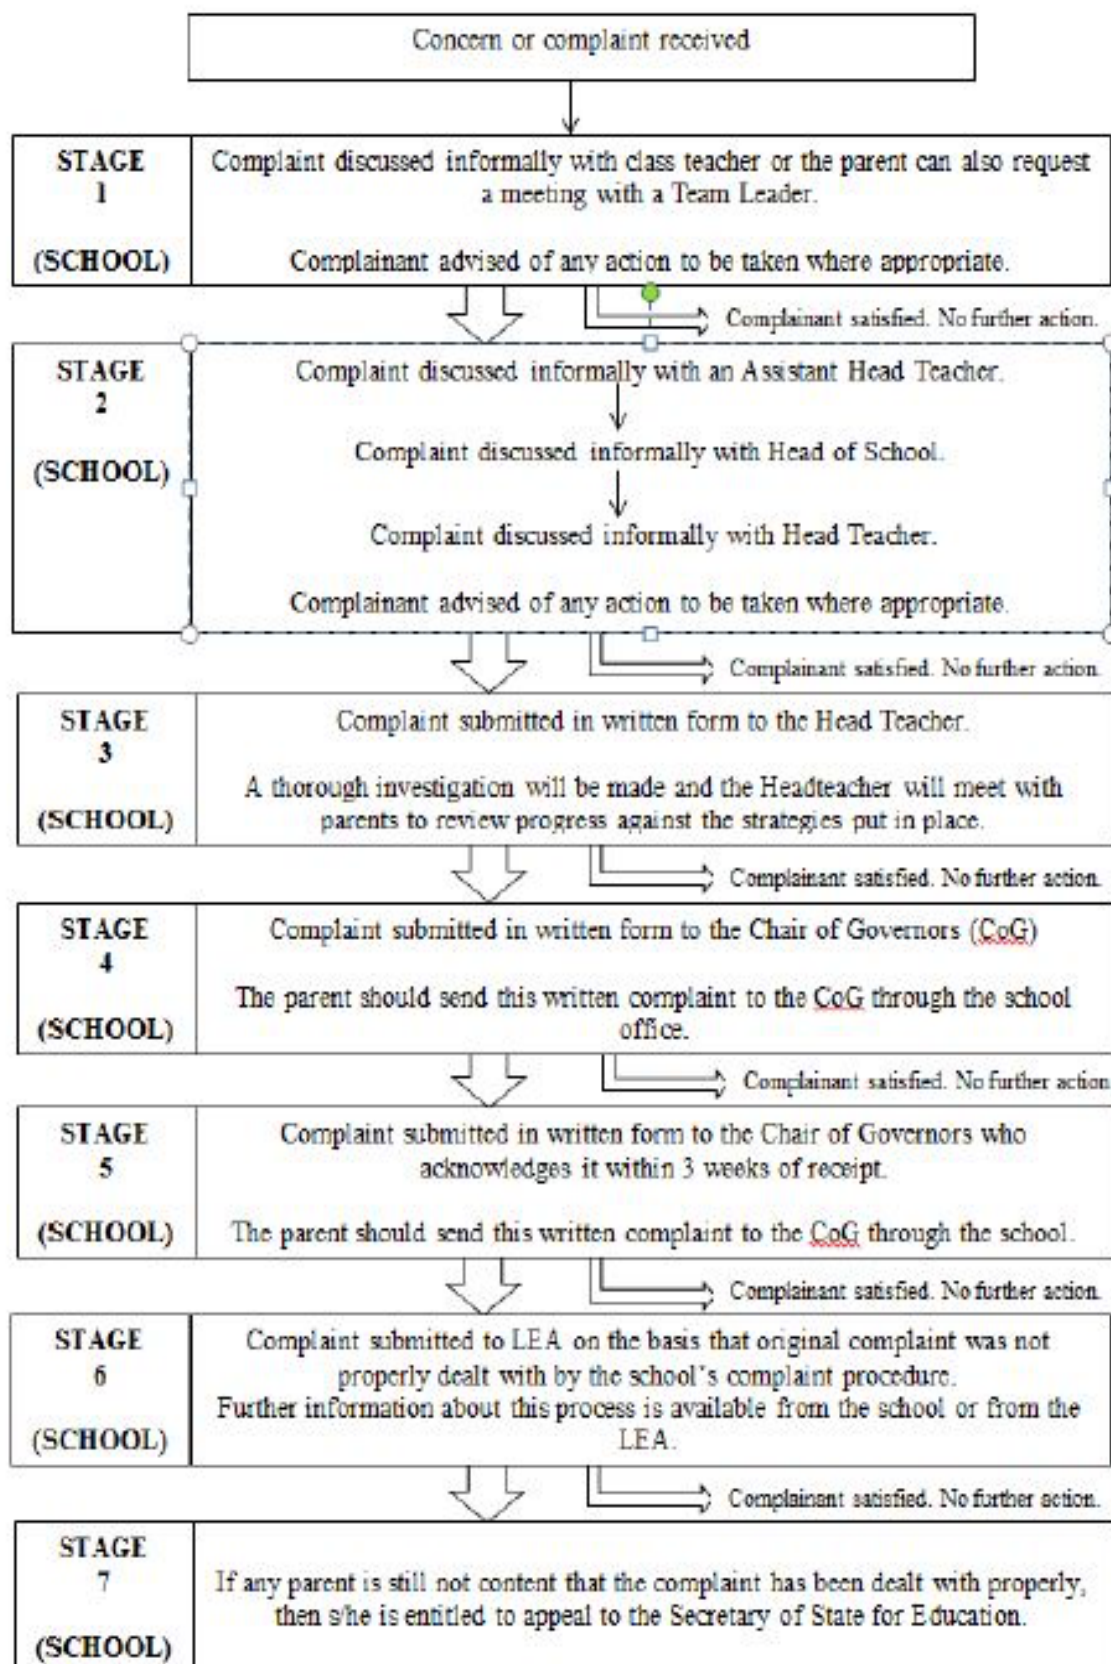 Concern or complaint received
STAGE
1
(SCHOOL)
Complaint discussed informally with class teacher or the parent can also request
a meeting with a Team Leader.
Complainant advised of any action to be taken where appropriate.
Complainant satisfied. No further action.
STAGE
2
(SCHOOL)
Complaint discussed informally with an Assistant Head Teacher.
Complaint discussed informally with Head of School.
Complaint discussed informally with Head Teacher.
Complainant advised of any action to be taken where appropriate.
Complainant satisfied. No further action.
STAGE
3
(SCHOOL)
Complaint submitted in written form to the Head Teacher.
A thorough investigation will be made and the Headteacher will meet with
parents to review progress against the strategies put in place.
Complainant satisfied. No further action.
STAGE
4
(SCHOOL)
Complaint submitted in written form to the Chair of Governors (CoG)
The parent should send this written complaint to the CoG through the school
office.
Complainant satisfied. No further action
STAGE
5
(SCHOOL)
Complaint submitted in written form to the Chair of Governors who
acknowledges it within 3 weeks of receipt.
The parent should send this written complaint to the CoG through the school.
Complainant satisfied. No further action.
STAGE
6
(SCHOOL)
Complaint submitted to LEA on the basis that original complaint was not
properly dealt with by the school's complaint procedure.
Further information about this process is available from the school or from the
LEA.
Complainant satisfied. No further action.
STAGE
7
(SCHOOL)
If any parent is still not content that the complaint has been dealt with properly,
then s/he is entitled to appeal to the Secretary of State for Education.